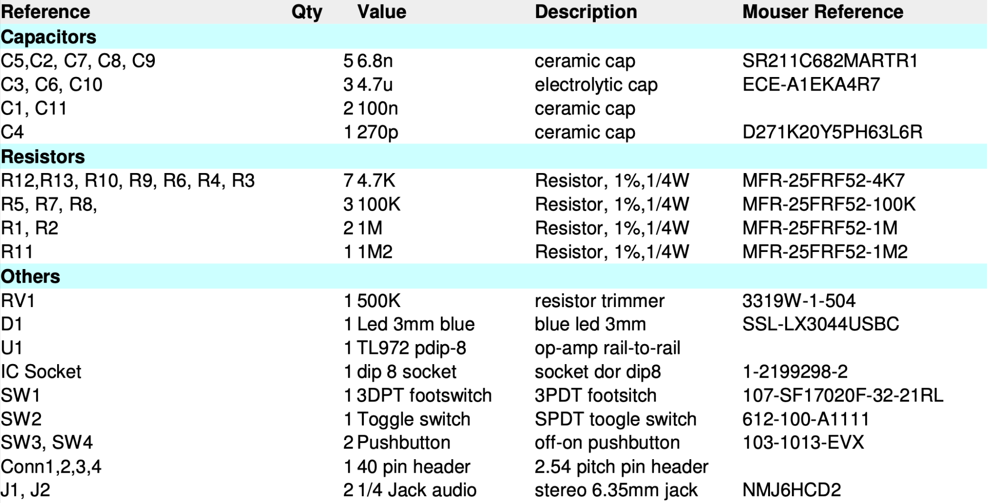 Reference Qty Value Description Mouser Reference
Capacitors
C5,C2, C7, C8, C9 5 6.8n ceramic cap SR211C682MARTR1
C3, C6, C10 3 4.7u electrolytic cap ECE-A1EKA4R7
C1, C11 2 100n ceramic cap
C4 1 270p ceramic cap D271K20Y5PH63L6R
Resistors
R12,R13, R10, R9, R6, R4, R3 7 4.7K Resistor, 1%,1/4W MFR-25FRF52-4K7
R5, R7, R8, 3 100K Resistor, 1%,1/4W MFR-25FRF52-100K
R1, R2 2 1M Resistor, 1%,1/4W MFR-25FRF52-1M
R11 1 1M2 Resistor, 1%,1/4W MFR-25FRF52-1M2
Others
RV1 1 500K resistor trimmer 3319W-1-504
D1 1 Led 3mm blue blue led 3mm SSL-LX3044USBC
U1 1 TL972 pdip-8 op-amp rail-to-rail
IC Socket 1 dip 8 socket socket dor dip8 1-2199298-2
SW1 1 3DPT footswitch 3PDT footsitch 107-SF17020F-32-21RL
SW2 1 Toggle switch SPDT toogle switch 612-100-A1111
SW3, SW4 2 Pushbutton off-on pushbutton 103-1013-EVX
Conn1,2,3,4 1 40 pin header 2.54 pitch pin header
J1, J2 2 1/4 Jack audio stereo 6.35mm jack NMJ6HCD2